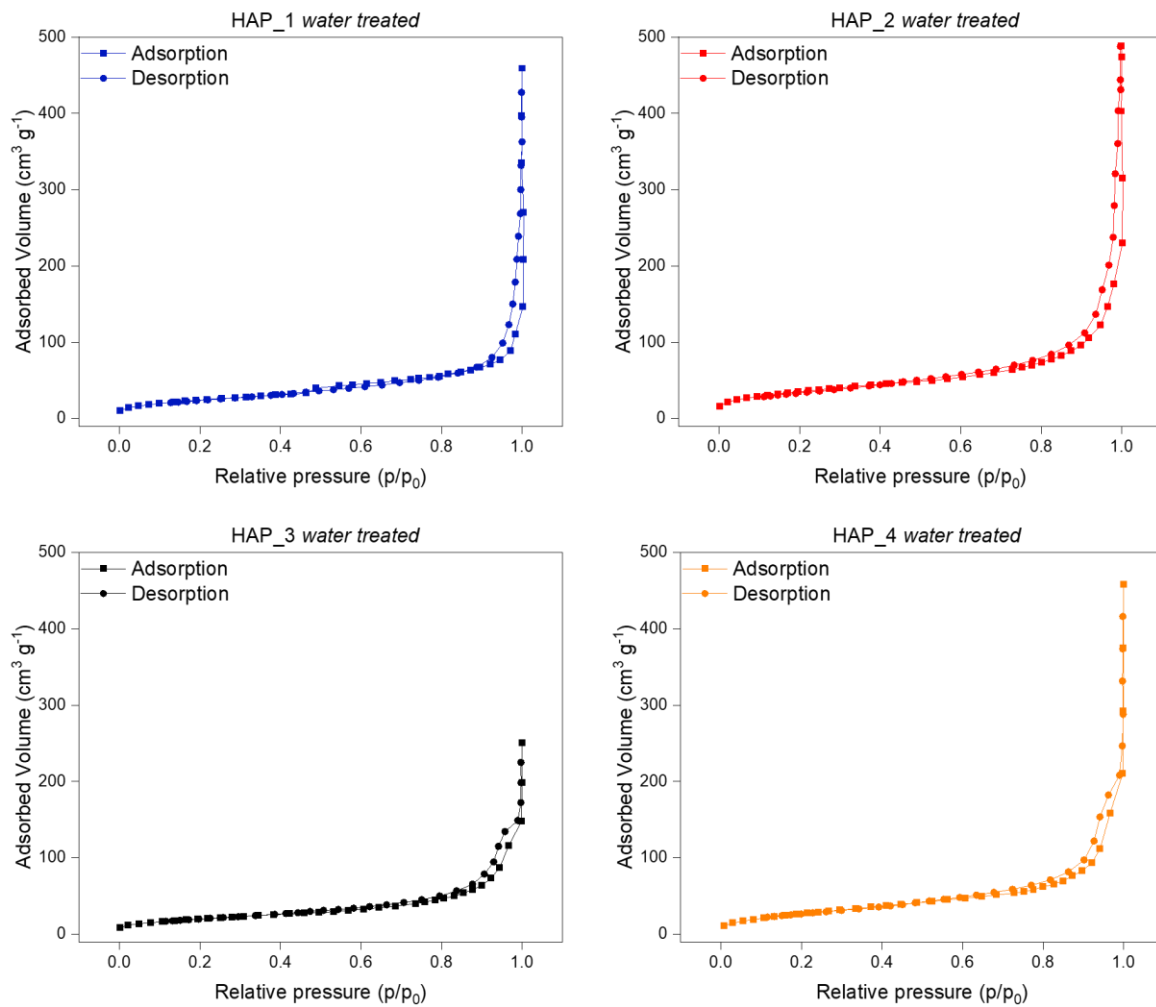 HAP_1 water treated
Adsorption
Desorption
Adsorbed Volume (cm³ g⁻¹)
500
400
300
200
100
0
0.0 0.2 0.4 0.6 0.8 1.0
Relative pressure (p/p₀)
HAP_2 water treated
Adsorption
Desorption
Adsorbed Volume (cm³ g⁻¹)
500
400
300
200
100
0
0.0 0.2 0.4 0.6 0.8 1.0
Relative pressure (p/p₀)
HAP_3 water treated
Adsorption
Desorption
Adsorbed Volume (cm³ g⁻¹)
500
400
300
200
100
0
0.0 0.2 0.4 0.6 0.8 1.0
Relative pressure (p/p₀)
HAP_4 water treated
Adsorption
Desorption
Adsorbed Volume (cm³ g⁻¹)
500
400
300
200
100
0
0.0 0.2 0.4 0.6 0.8 1.0
Relative pressure (p/p₀)